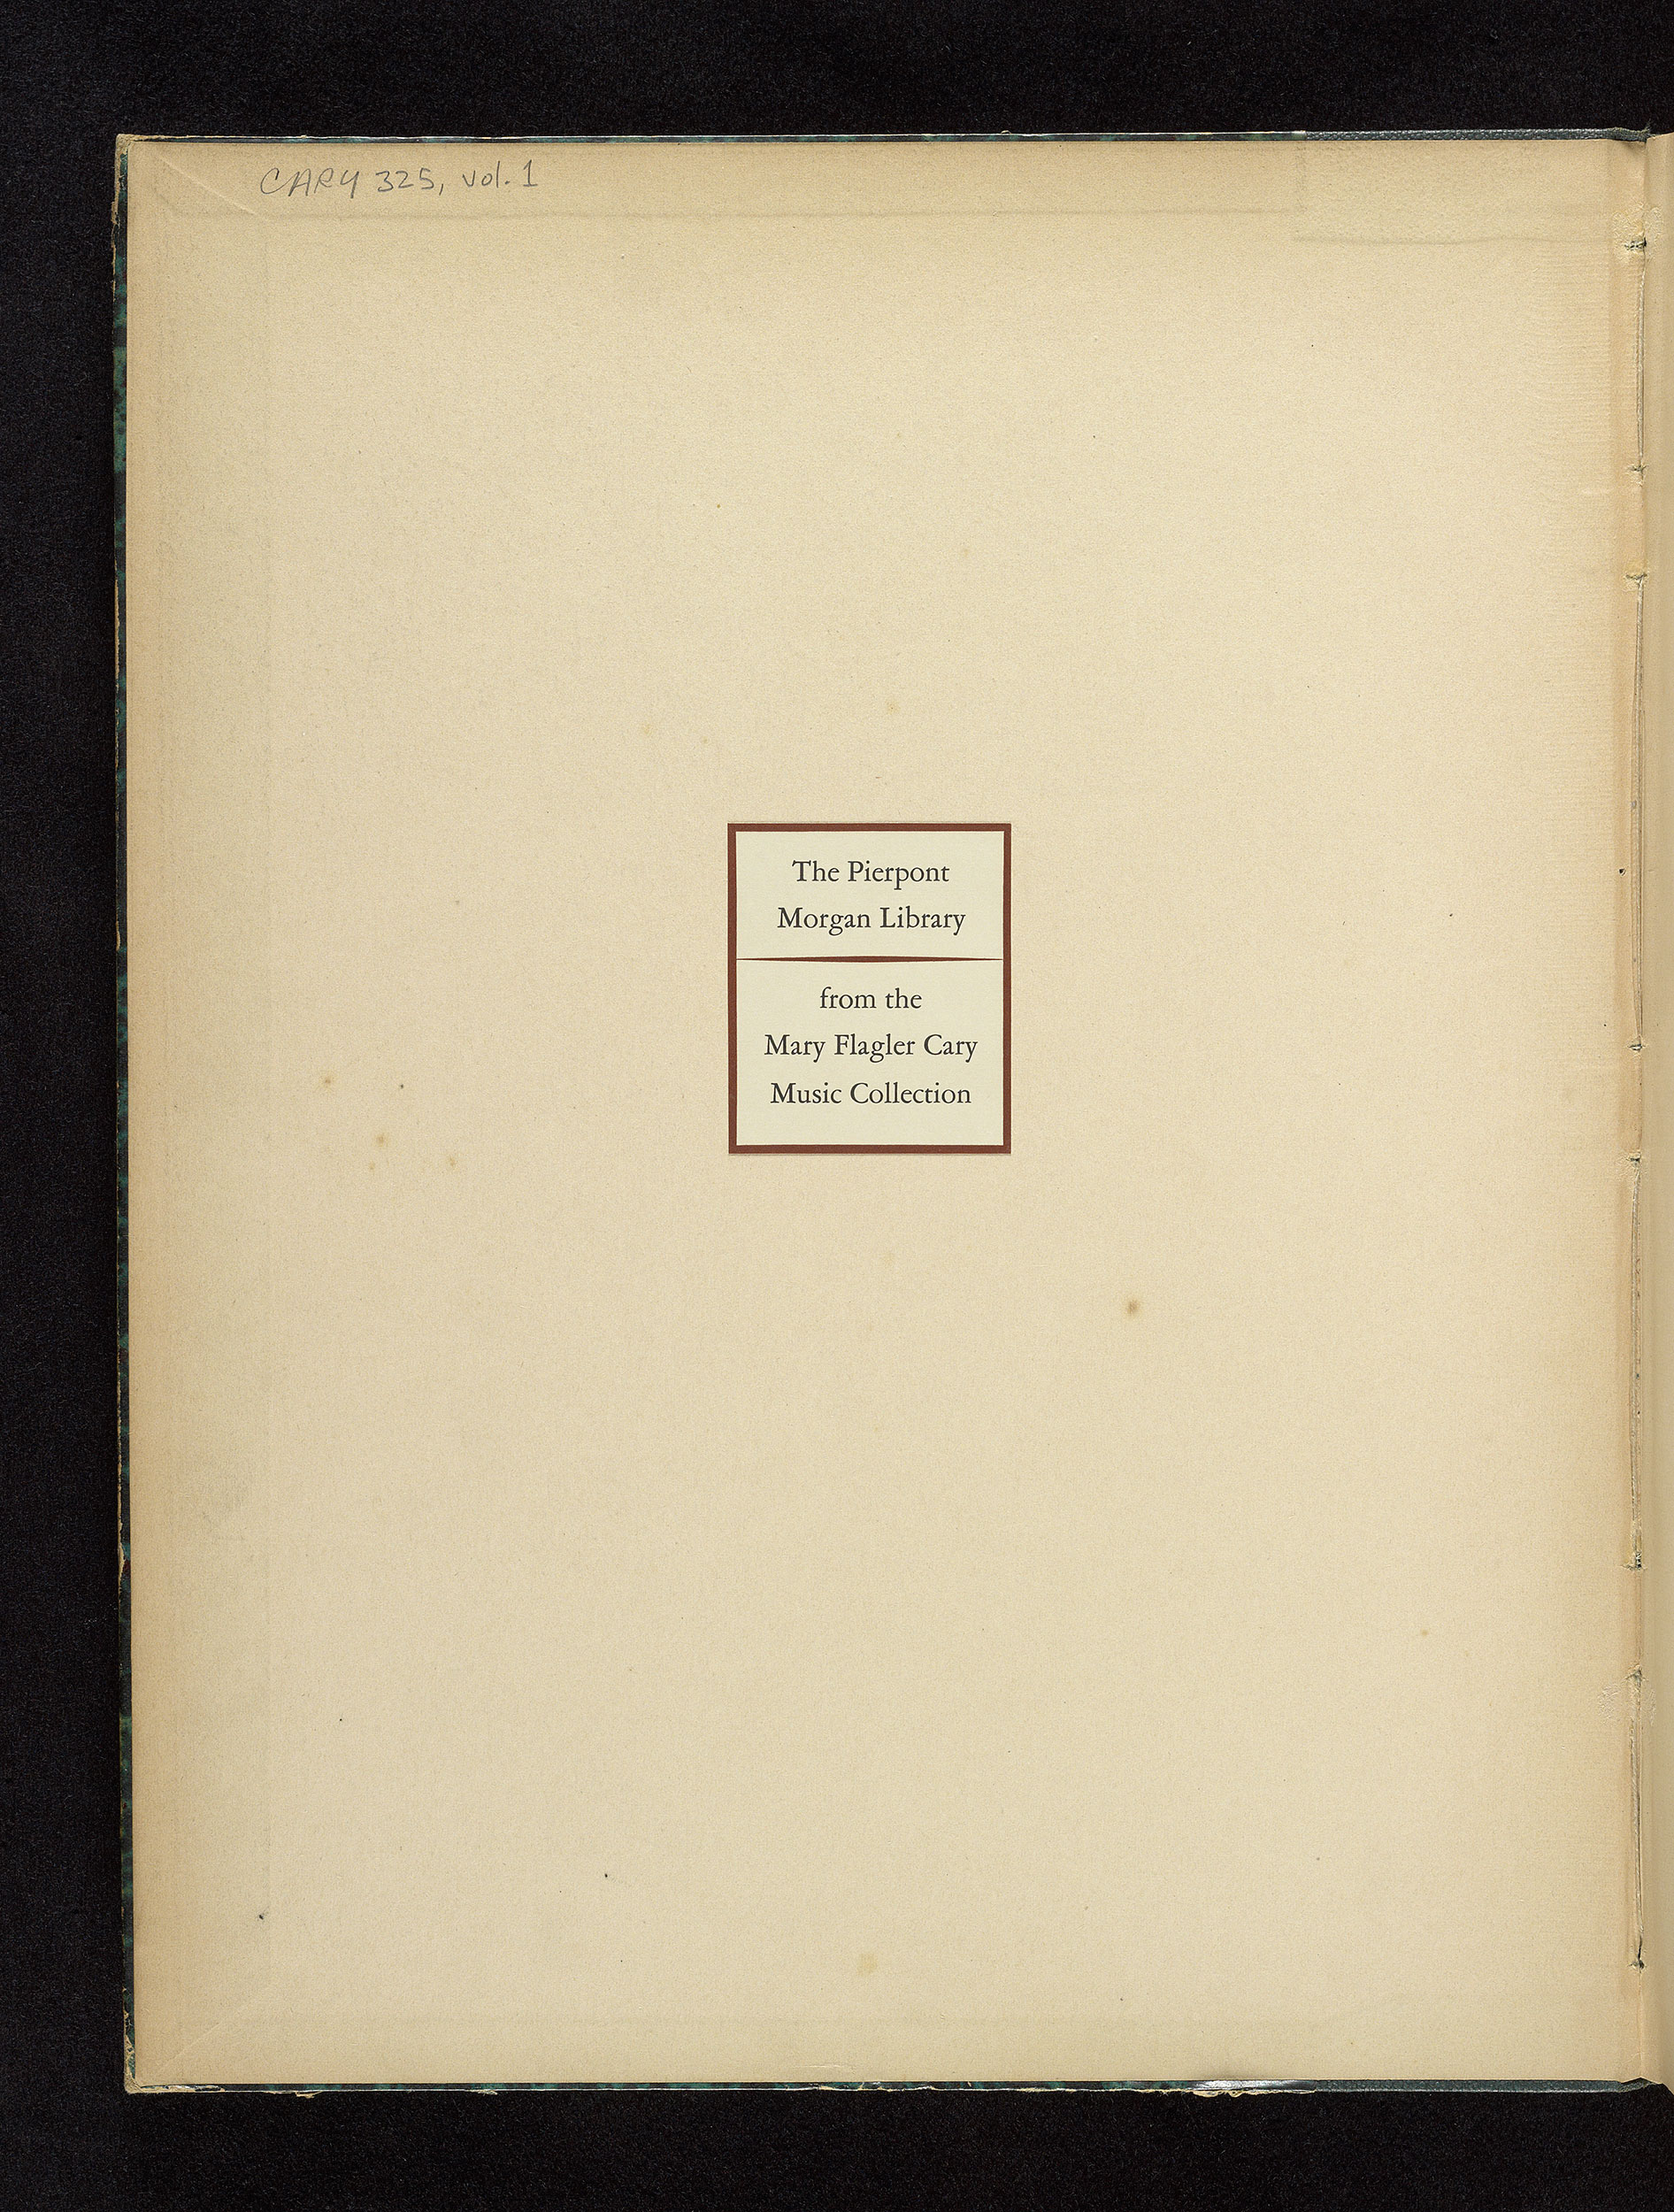 CARY 325, vol. 1
The Pierpont
Morgan Library
from the
Mary Flagler Cary
Music Collection